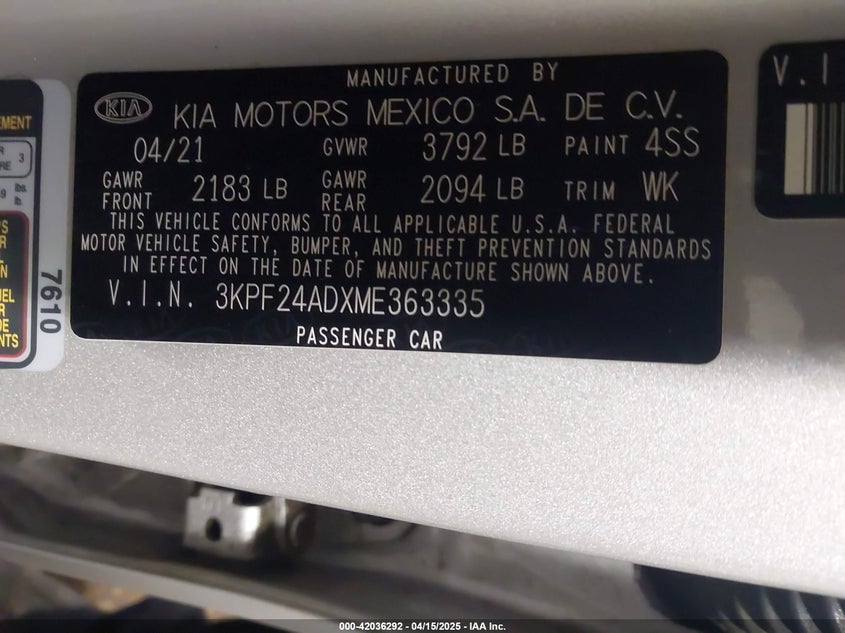 MANUFACTURED BY
KIA KIA MOTORS MEXICO S.A. DE C.V.
04/21 GVWR 3792 LB PAINT 4SS
GAWR FRONT 2183 LB GAWR REAR 2094 LB TRIM WK
THIS VEHICLE CONFORMS TO ALL APPLICABLE U.S.A. FEDERAL
MOTOR VEHICLE SAFETY, BUMPER, AND THEFT PREVENTION STANDARDS
IN EFFECT ON THE DATE OF MANUFACTURE SHOWN ABOVE.
V.I.N. 3KPF24ADXME363335
PASSENGER CAR
7610
V.I
000-42036292 - 04/15/2025 - IAA Inc.